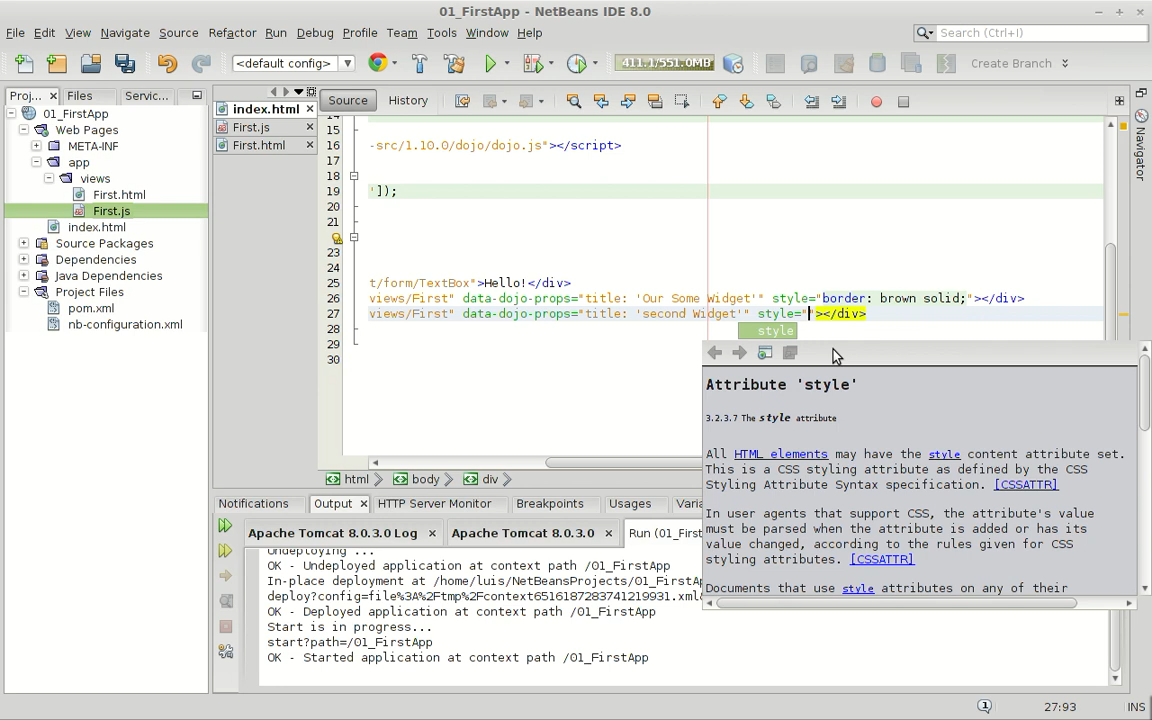 01_FirstApp - NetBeans IDE 8.0
File Edit View Navigate Source Refactor Run Debug Profile Team Tools Window Help
Search (Ctrl+I)
<default config>
411.1/551.0MB
Create Branch
Proj...
Files
Servic...
01_FirstApp
Web Pages
META-INF
app
views
First.html
First.js
index.html
Source Packages
Dependencies
Java Dependencies
Project Files
pom.xml
nb-configuration.xml
index.html
First.js
First.html
Source
History
Navigator
15
16 -src/1.10.0/dojo/dojo.js"></script>
17
18
19 ']);
20
21
23
24
25 t/form/TextBox">Hello!</div>
26 views/First" data-dojo-props="title: 'Our Some Widget'" style="border: brown solid;"></div>
27 views/First" data-dojo-props="title: 'second Widget'" style=""></div>
28 style
29
30
Attribute 'style'
3.2.3.7 The style attribute
All HTML elements may have the style content attribute set.
This is a CSS styling attribute as defined by the CSS
Styling Attribute Syntax specification. [CSSATTR]
In user agents that support CSS, the attribute's value
must be parsed when the attribute is added or has its
value changed, according to the rules given for CSS
styling attributes. [CSSATTR]
Documents that use style attributes on any of their
html body div
Notifications
Output
HTTP Server Monitor
Breakpoints
Usages
Apache Tomcat 8.0.3.0 Log
Apache Tomcat 8.0.3.0
Run (01_Firs
Undeploying ...
OK - Undeployed application at context path /01_FirstApp
In-place deployment at /home/luis/NetBeansProjects/01_FirstAp
deploy?config=file%3A%2Ftmp%2Fcontext6516187283741219931.xml&
OK - Deployed application at context path /01_FirstApp
Start is in progress...
start?path=/01_FirstApp
OK - Started application at context path /01_FirstApp
1
27:93
INS